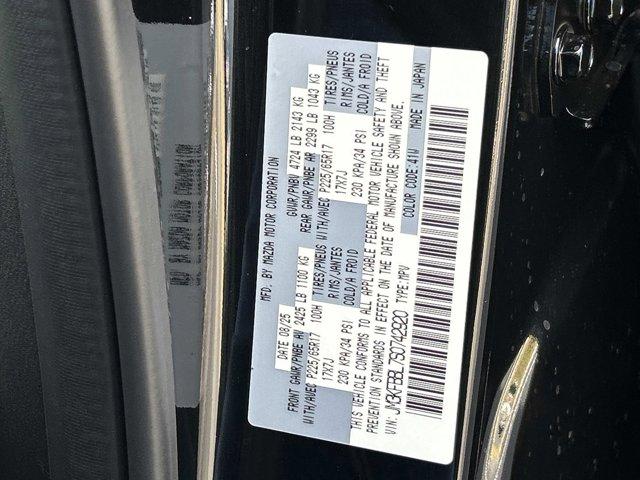 MFD. BY MAZDA MOTOR CORPORATION
DATE 08/25 GVWR/PNBV 4724 LB 2143 KG
FRONT GAWR/PNBE AV 2425 LB 1100 KG REAR GAWR/PNBE AR 2299 LB 1043 KG
WITH/AVEC P225/65R17 100H TIRES/PNEUS WITH/AVEC P225/65R17 100H TIRES/PNEUS
17X7J RIMS/JANTES 17X7J RIMS/JANTES
230 KPA/34 PSI COLD/A FROID 230 KPA/34 PSI COLD/A FROID
THIS VEHICLE CONFORMS TO ALL APPLICABLE FEDERAL MOTOR VEHICLE SAFETY AND THEFT
PREVENTION STANDARDS IN EFFECT ON THE DATE OF MANUFACTURE SHOWN ABOVE.
VIN: JM3KFBBL7S0742920 TYPE:MPV COLOR CODE:41W MADE IN JAPAN